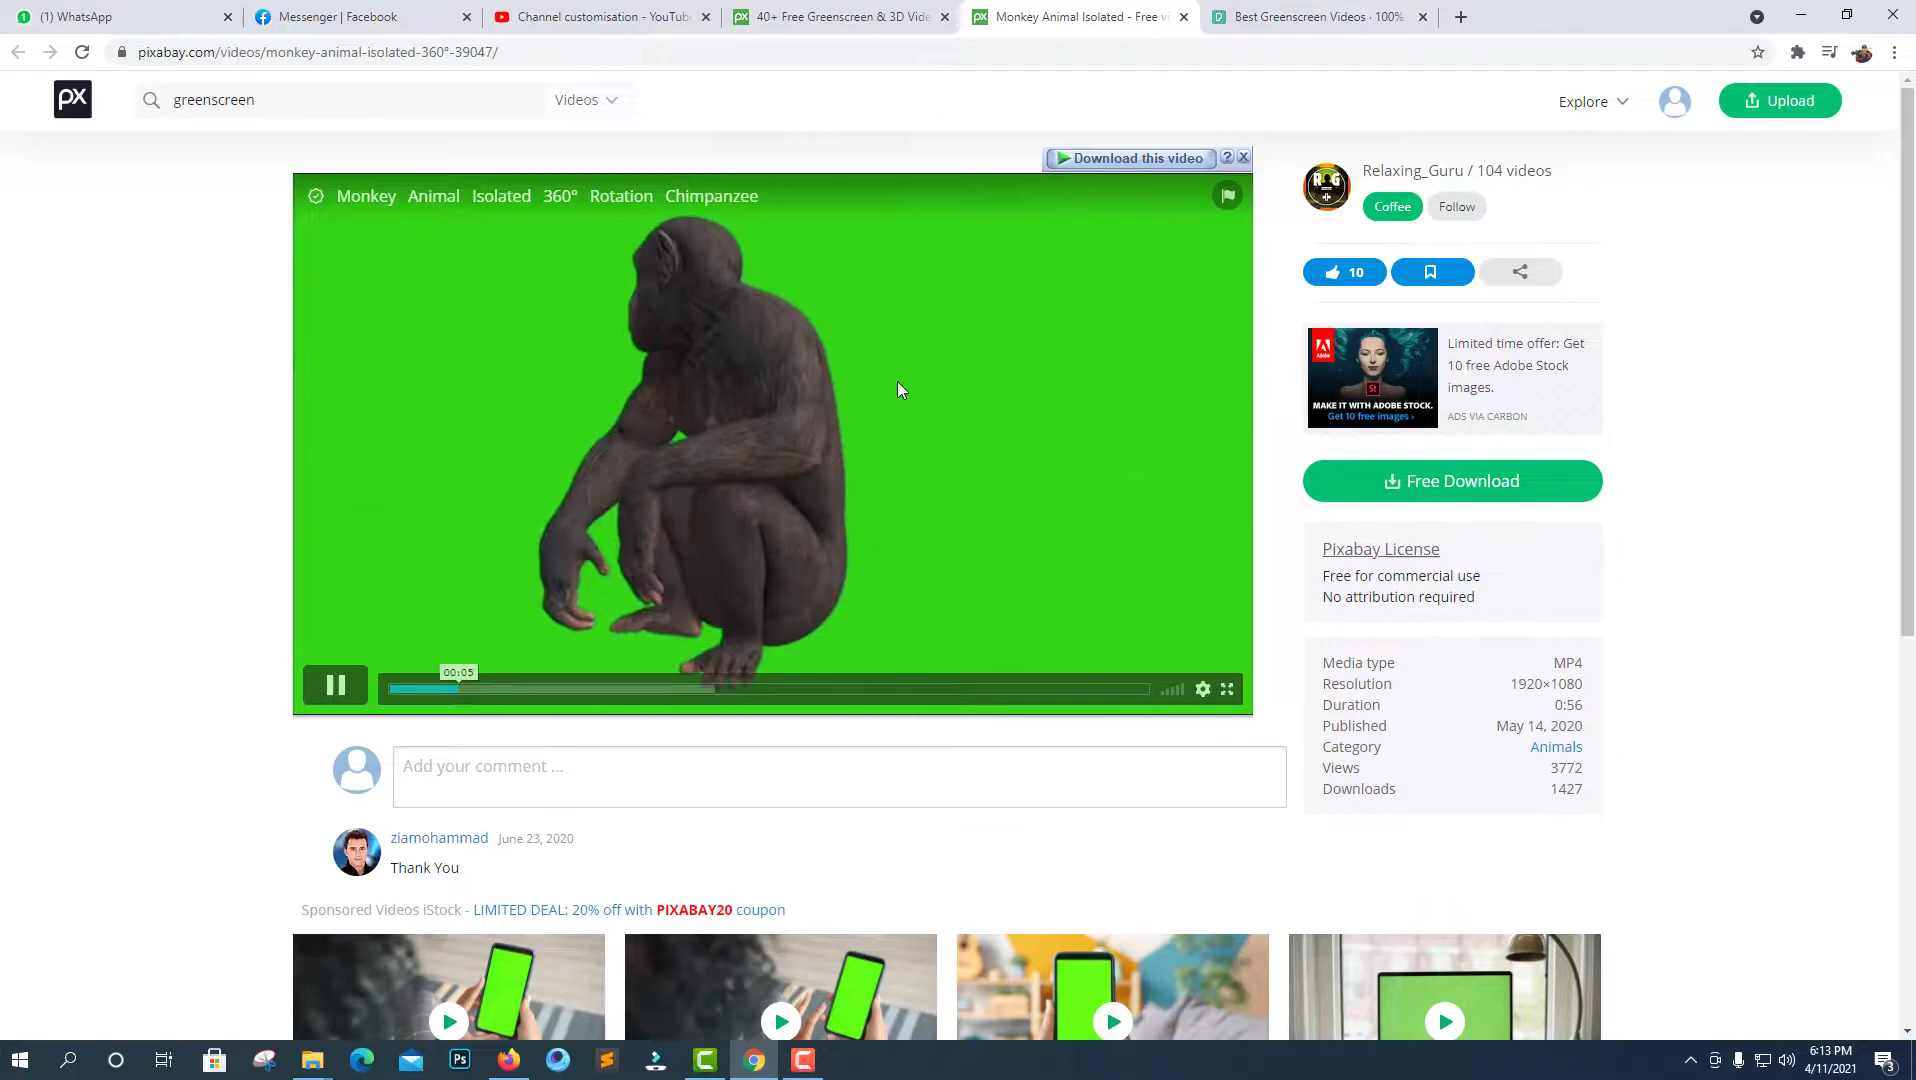 (1) WhatsApp
Messenger | Facebook
Channel customisation - YouTube
40+ Free Greenscreen & 3D Vide
Monkey Animal Isolated - Free vi
Best Greenscreen Videos · 100%
pixabay.com/videos/monkey-animal-isolated-360°-39047/
px
greenscreen
Videos
Explore
Upload
Download this video
?
Monkey Animal Isolated 360° Rotation Chimpanzee
Relaxing_Guru / 104 videos
Coffee
Follow
10
Limited time offer: Get
10 free Adobe Stock
images.
ADS VIA CARBON
Adobe
St
MAKE IT WITH ADOBE STOCK.
Get 10 free images ›
Free Download
Pixabay License
Free for commercial use
No attribution required
Media type MP4
Resolution 1920×1080
Duration 0:56
Published May 14, 2020
Category Animals
Views 3772
Downloads 1427
00:05
Add your comment ...
ziamohammad June 23, 2020
Thank You
Sponsored Videos iStock - LIMITED DEAL: 20% off with PIXABAY20 coupon
Ps
6:13 PM
4/11/2021
3